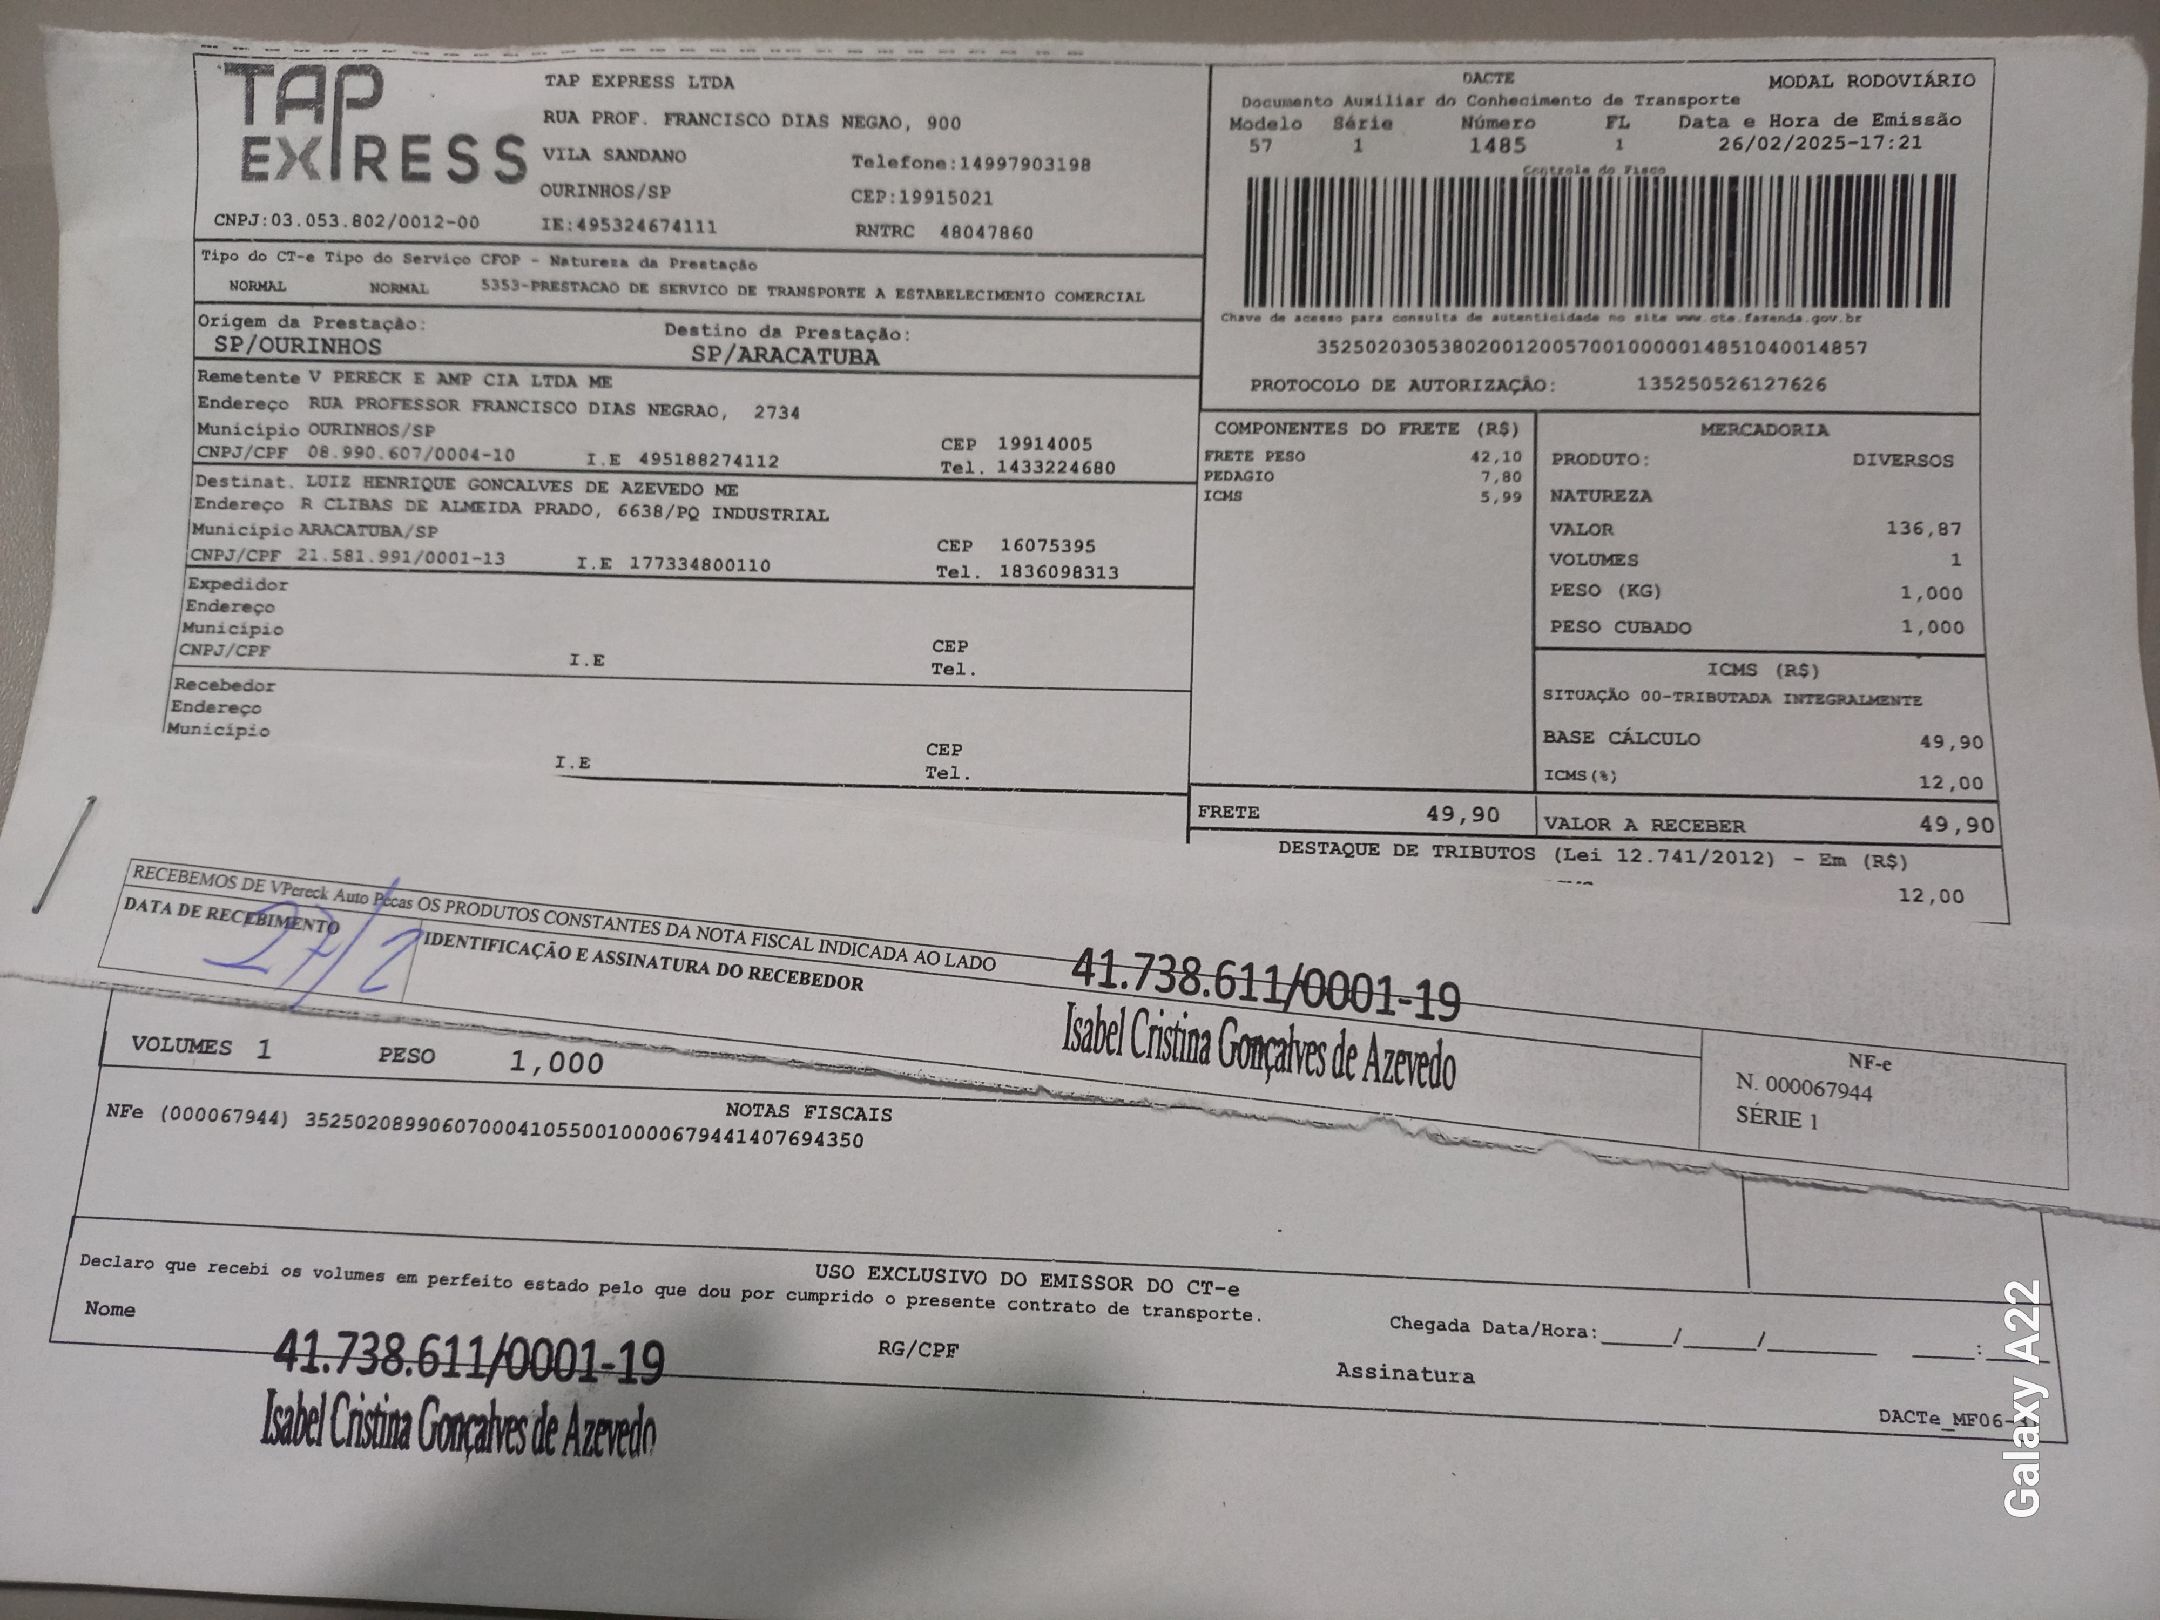 TAP EXPRESS
TAP EXPRESS LTDA
RUA PROF. FRANCISCO DIAS NEGAO, 900
VILA SANDANO
Telefone:14997903198
OURINHOS/SP
CEP:19915021
CNPJ:03.053.802/0012-00
IE:495324674111
RNTRC 48047860
DACTE
MODAL RODOVIÁRIO
Documento Auxiliar do Conhecimento de Transporte
Modelo Série Número FL Data e Hora de Emissão
57 1 1485 1 26/02/2025-17:21
Controle do Fisco
Chave de acesso para consulta de autenticidade no site www.cte.fazenda.gov.br
35250203053802001200570010000014851040014857
PROTOCOLO DE AUTORIZAÇÃO: 135250526127626
Tipo do CT-e Tipo do Servico CFOP - Natureza da Prestação
NORMAL NORMAL 5353-PRESTACAO DE SERVICO DE TRANSPORTE A ESTABELECIMENTO COMERCIAL
Origem da Prestação: Destino da Prestação:
SP/OURINHOS SP/ARACATUBA
Remetente V PERECK E AMP CIA LTDA ME
Endereço RUA PROFESSOR FRANCISCO DIAS NEGRAO, 2734
Município OURINHOS/SP CEP 19914005
CNPJ/CPF 08.990.607/0004-10 I.E 495188274112 Tel. 1433224680
Destinat. LUIZ HENRIQUE GONCALVES DE AZEVEDO ME
Endereço R CLIBAS DE ALMEIDA PRADO, 6638/PQ INDUSTRIAL
Município ARACATUBA/SP CEP 16075395
CNPJ/CPF 21.581.991/0001-13 I.E 177334800110 Tel. 1836098313
Expedidor
Endereço
Município CEP
CNPJ/CPF I.E Tel.
Recebedor
Endereço
Município CEP
I.E Tel.
COMPONENTES DO FRETE (R$)
FRETE PESO 42,10
PEDAGIO 7,80
ICMS 5,99
FRETE 49,90
MERCADORIA
PRODUTO: DIVERSOS
NATUREZA
VALOR 136,87
VOLUMES 1
PESO (KG) 1,000
PESO CUBADO 1,000
ICMS (R$)
SITUAÇÃO 00-TRIBUTADA INTEGRALMENTE
BASE CÁLCULO 49,90
ICMS(%) 12,00
VALOR A RECEBER 49,90
DESTAQUE DE TRIBUTOS (Lei 12.741/2012) - Em (R$)
12,00
RECEBEMOS DE VPereck Auto Pecas OS PRODUTOS CONSTANTES DA NOTA FISCAL INDICADA AO LADO
DATA DE RECEBIMENTO
27/2
IDENTIFICAÇÃO E ASSINATURA DO RECEBEDOR
41.738.611/0001-19
Isabel Cristina Gonçalves de Azevedo
NF-e
N. 000067944
SÉRIE 1
VOLUMES 1 PESO 1,000
NOTAS FISCAIS
NFe (000067944) 35250208990607000410550010000679441407694350
USO EXCLUSIVO DO EMISSOR DO CT-e
Declaro que recebi os volumes em perfeito estado pelo que dou por cumprido o presente contrato de transporte.
Nome
RG/CPF
Chegada Data/Hora:____/____/______ ____:____
Assinatura
41.738.611/0001-19
Isabel Cristina Gonçalves de Azevedo
DACTe_MF06-
Galaxy A22